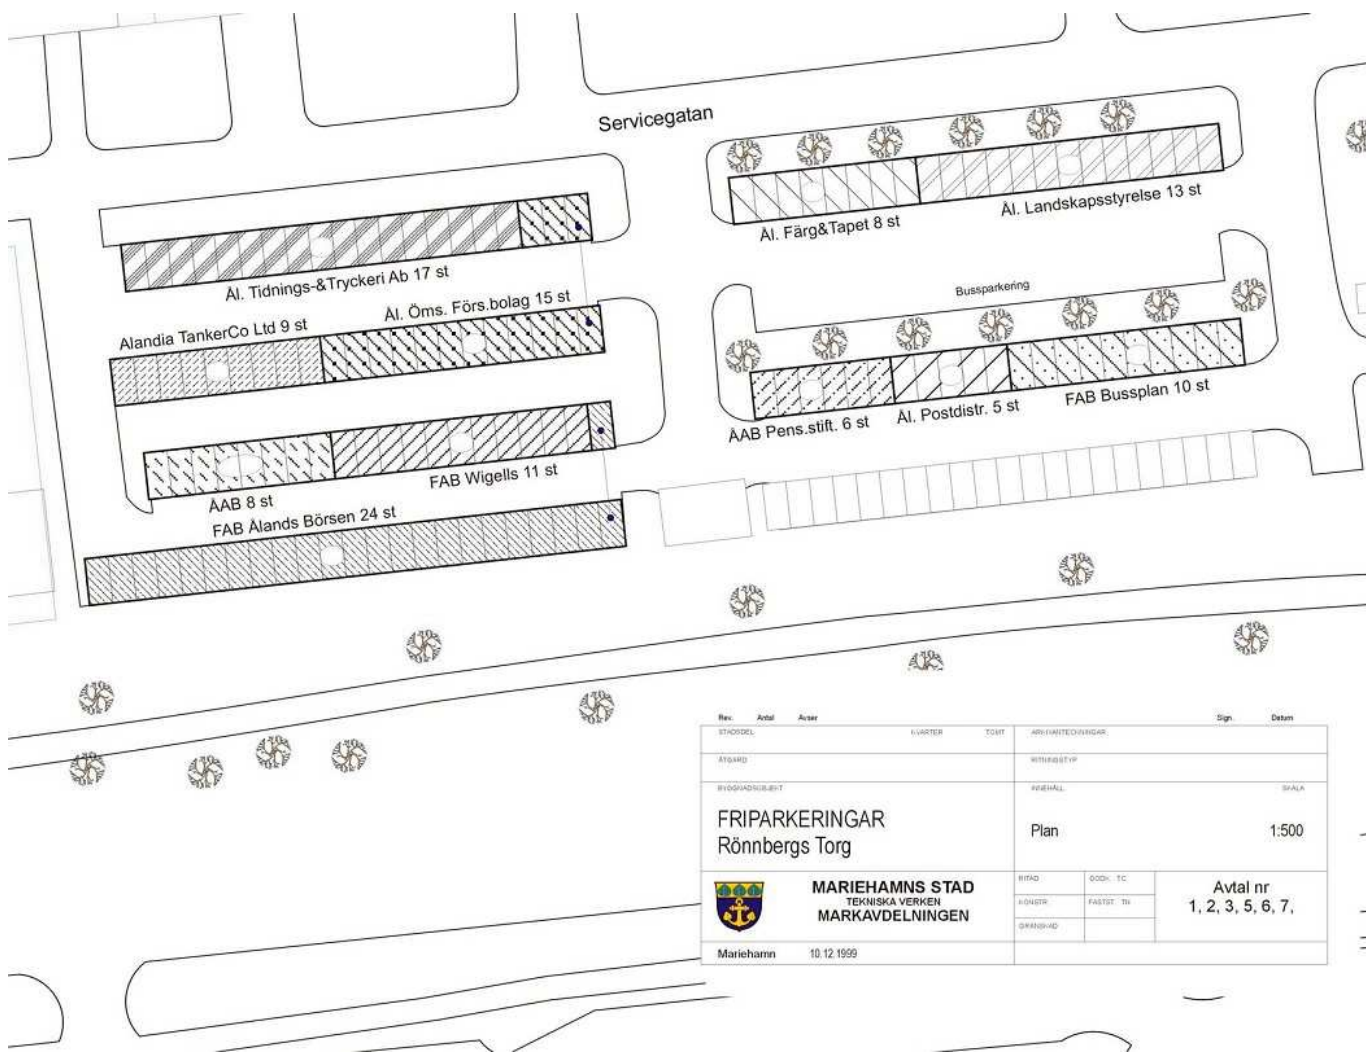 Servicegatan
Ål. Tidnings-&Tryckeri Ab 17 st
Ål. Färg&Tapet 8 st
Ål. Landskapsstyrelse 13 st
Alandia TankerCo Ltd 9 st
Ål. Öms. Förs.bolag 15 st
Bussparkering
ÅAB Pens.stift. 6 st
Ål. Postdistr. 5 st
FAB Bussplan 10 st
ÅAB 8 st
FAB Wigells 11 st
FAB Ålands Börsen 24 st
Rev. Antal Avser Sign. Datum
STADSDEL KVARTER TOMT
ÅTGÄRD RITNINGSTYP
BYGGNADSOBJEKT INNEHÅLL SKALA
FRIPARKERINGAR
Rönnbergs Torg
Plan 1:500
MARIEHAMNS STAD
TEKNISKA VERKEN
MARKAVDELNINGEN
RITAD GODK. TC
KONSTR. FASTST. TN
GRANSKAD
Avtal nr
1, 2, 3, 5, 6, 7,
Mariehamn 10.12.1999